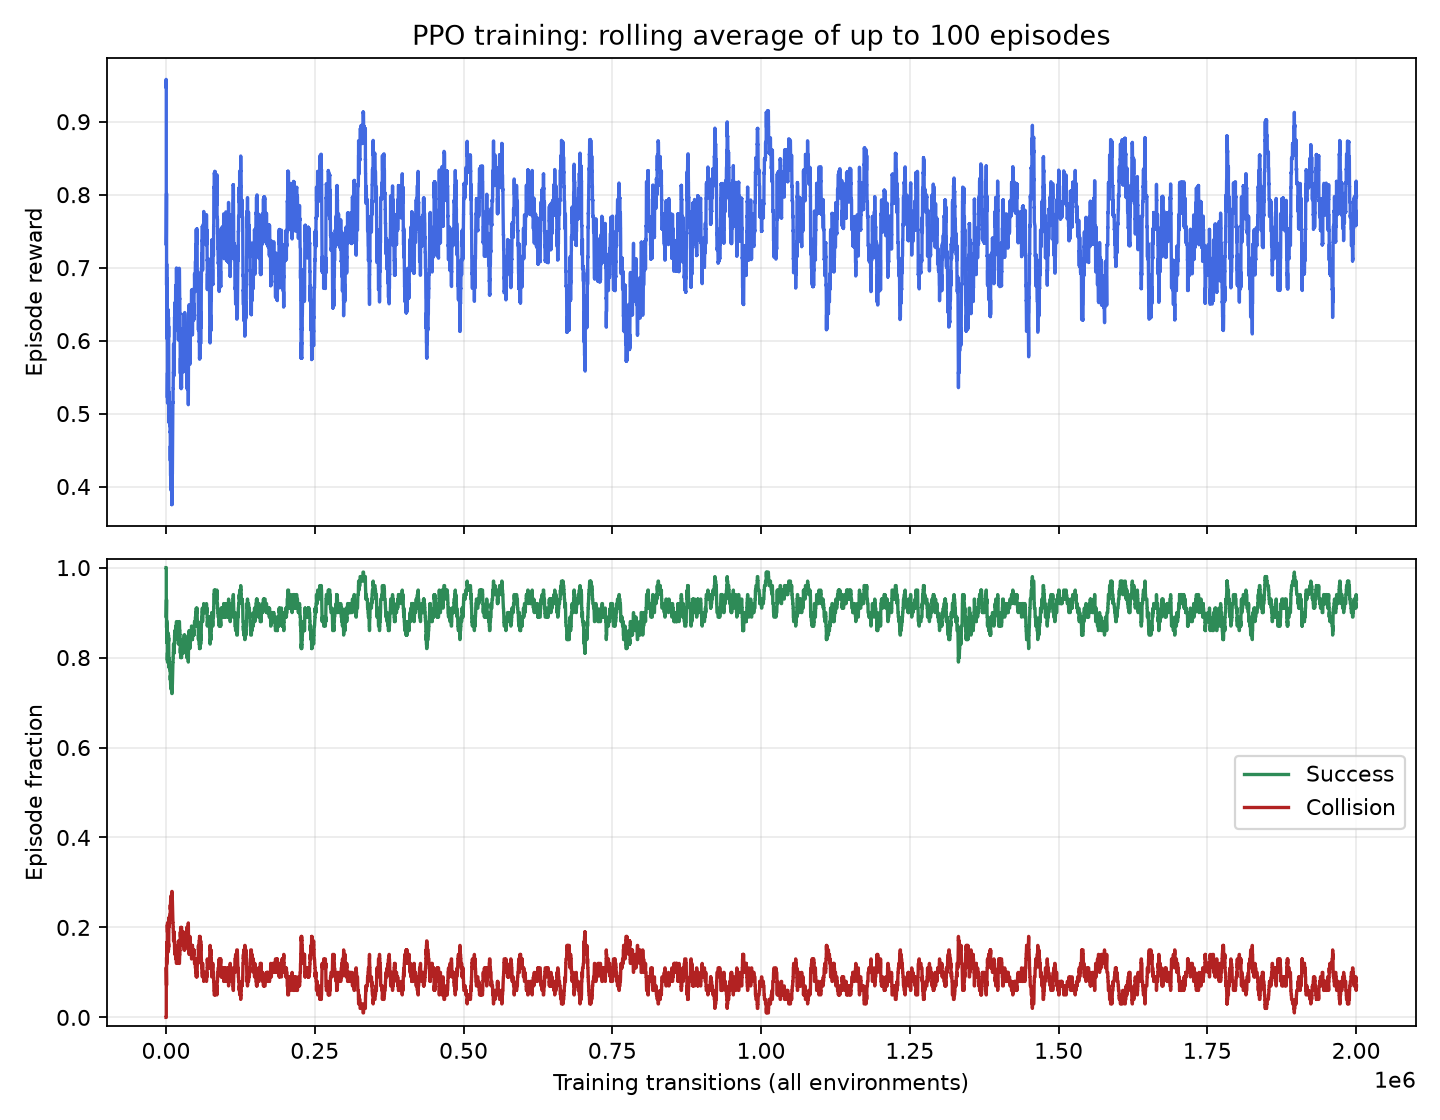 PPO training: rolling average of up to 100 episodes
Episode reward
0.9
0.8
0.7
0.6
0.5
0.4
Episode fraction
1.0
0.8
0.6
0.4
0.2
0.0
Success
Collision
0.00 0.25 0.50 0.75 1.00 1.25 1.50 1.75 2.00
Training transitions (all environments)
1e6